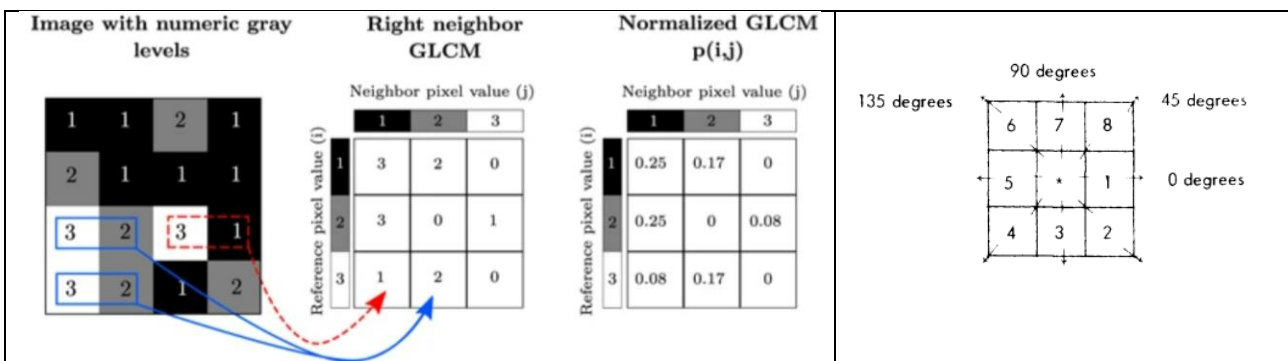 Image with numeric gray
levels
1 1 2 1
2 1 1 1
3 2 3 1
3 2 1 2
Right neighbor
GLCM
Neighbor pixel value (j)
1 2 3
Reference pixel value (i)
1 3 2 0
2 3 0 1
3 1 2 0
Normalized GLCM
p(i,j)
Neighbor pixel value (j)
1 2 3
Reference pixel value (i)
1 0.25 0.17 0
2 0.25 0 0.08
3 0.08 0.17 0
90 degrees
135 degrees
45 degrees
6 7 8
5 * 1
0 degrees
4 3 2